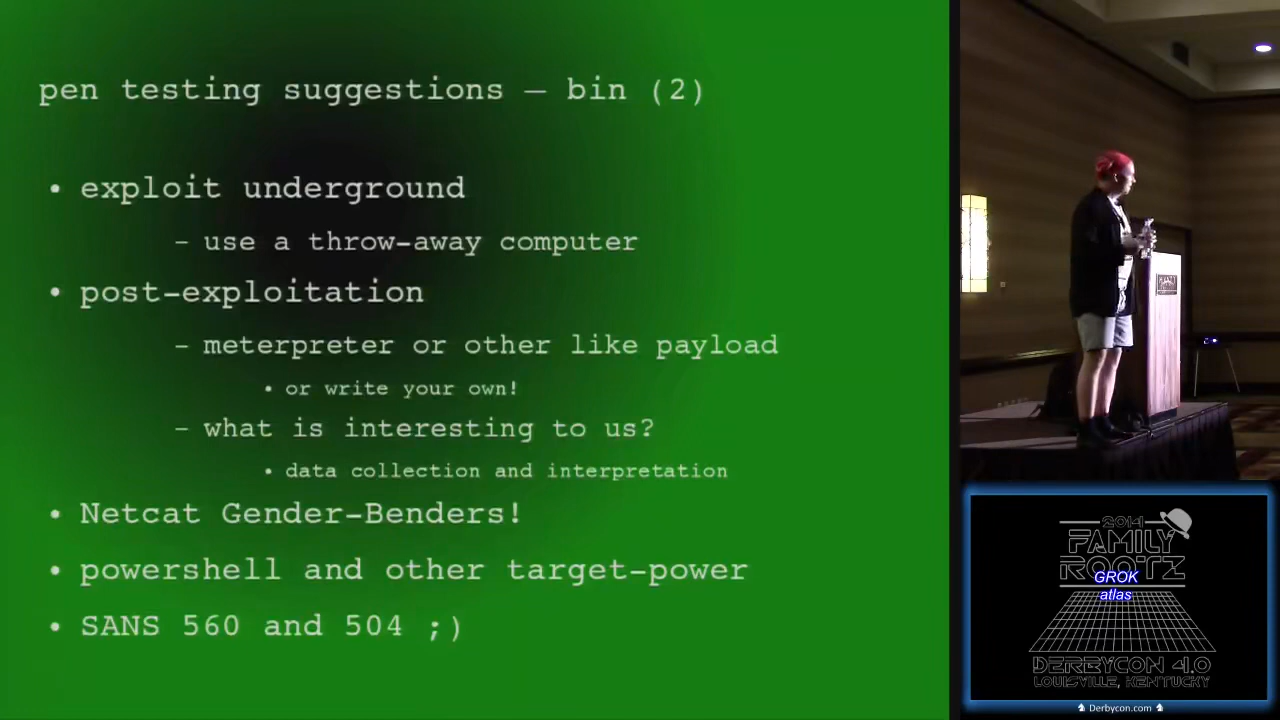 pen testing suggestions – bin (2)
• exploit underground
– use a throw-away computer
• post-exploitation
– meterpreter or other like payload
• or write your own!
– what is interesting to us?
• data collection and interpretation
• Netcat Gender-Benders!
• powershell and other target-power
• SANS 560 and 504 ;)
2014
FAMILY
ROOTZ
GROK
atlas
DERBYCON 4.0
LOUISVILLE, KENTUCKY
Derbycon.com